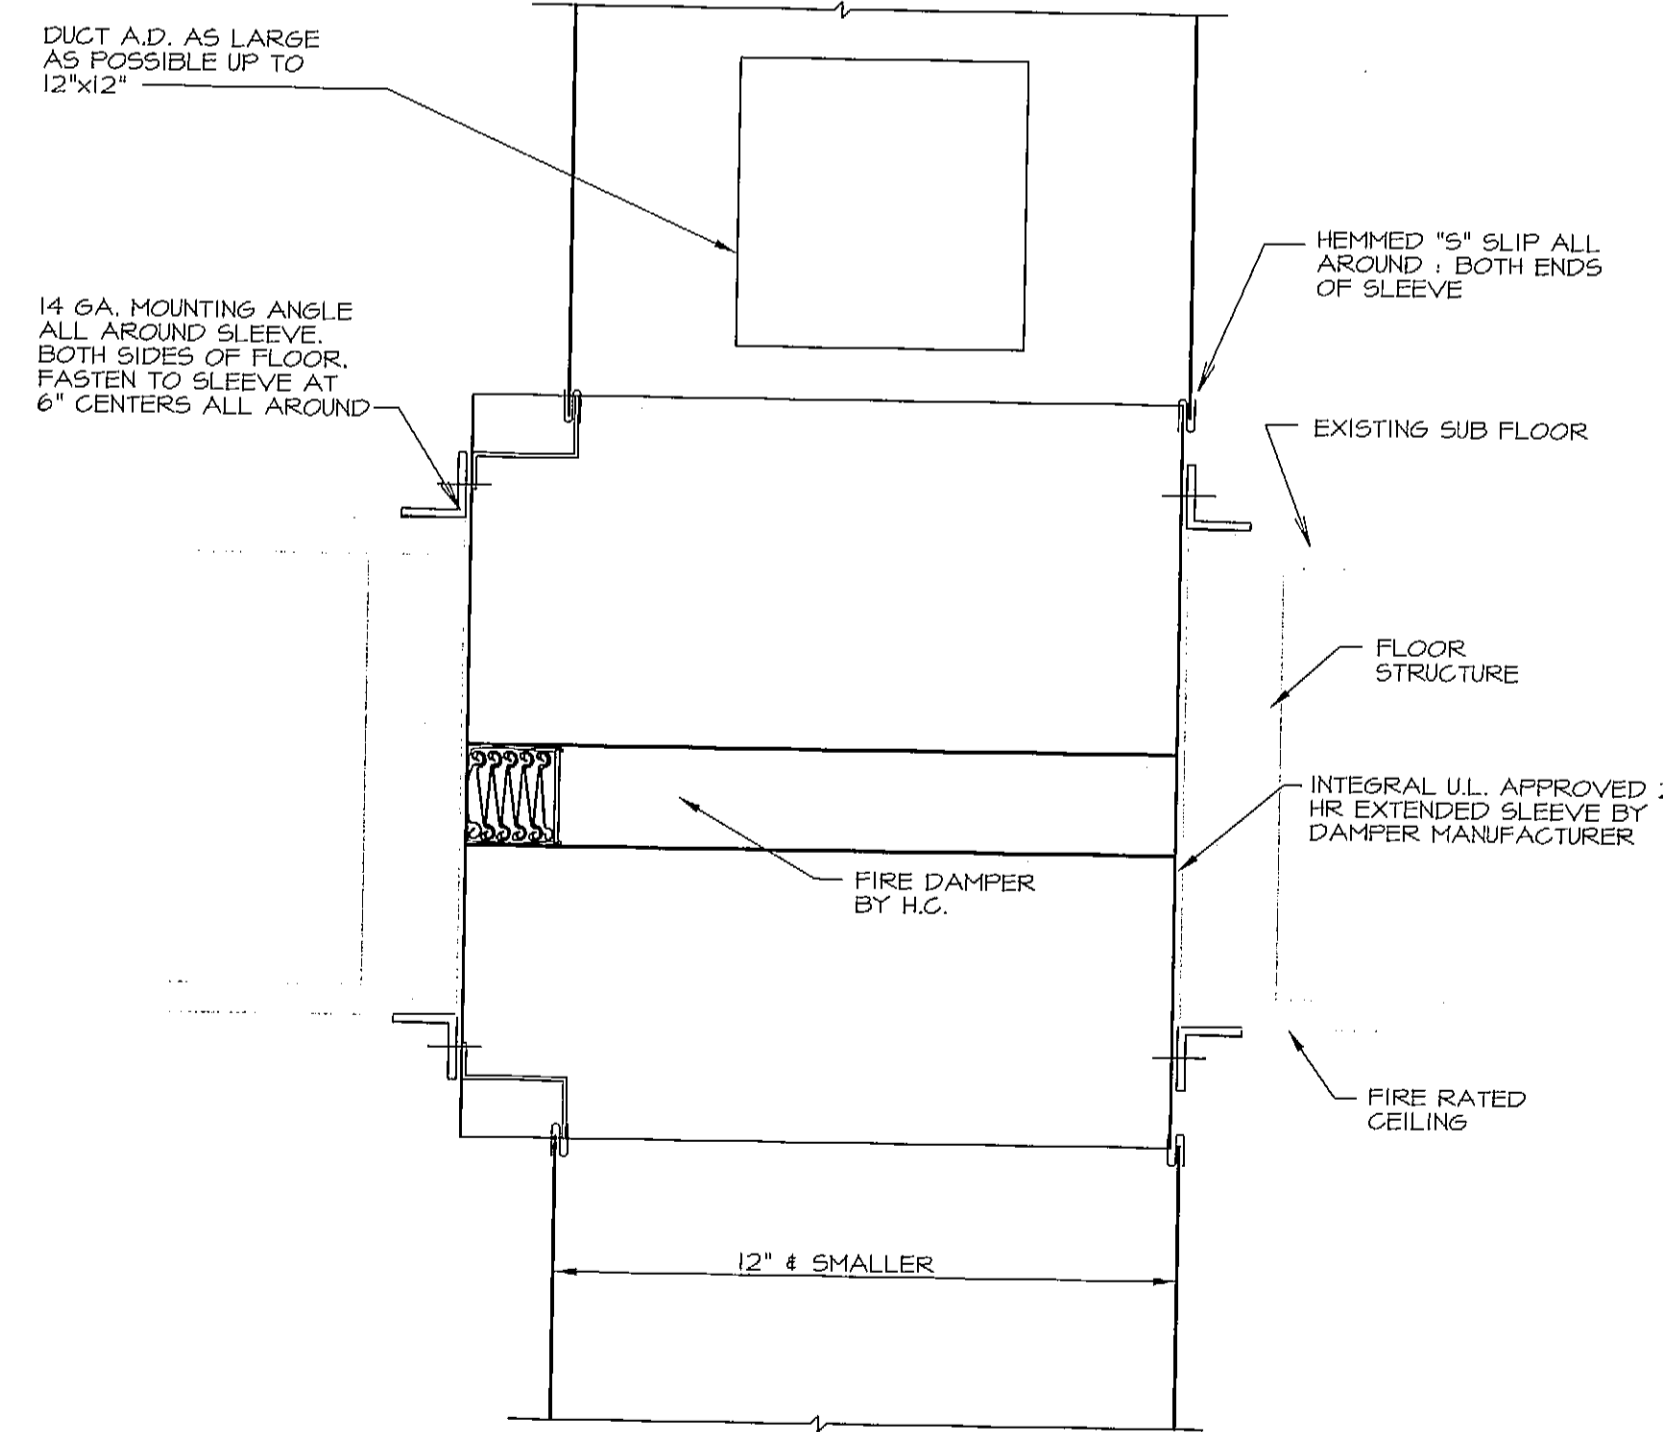 DUCT A.D. AS LARGE
AS POSSIBLE UP TO
12"x12"
HEMMED "S" SLIP ALL
AROUND : BOTH ENDS
OF SLEEVE
14 GA. MOUNTING ANGLE
ALL AROUND SLEEVE.
BOTH SIDES OF FLOOR.
FASTEN TO SLEEVE AT
6" CENTERS ALL AROUND
EXISTING SUB FLOOR
FLOOR
STRUCTURE
INTEGRAL U.L. APPROVED
HR EXTENDED SLEEVE BY
DAMPER MANUFACTURER
FIRE DAMPER
BY H.C.
FIRE RATED
CEILING
12" & SMALLER